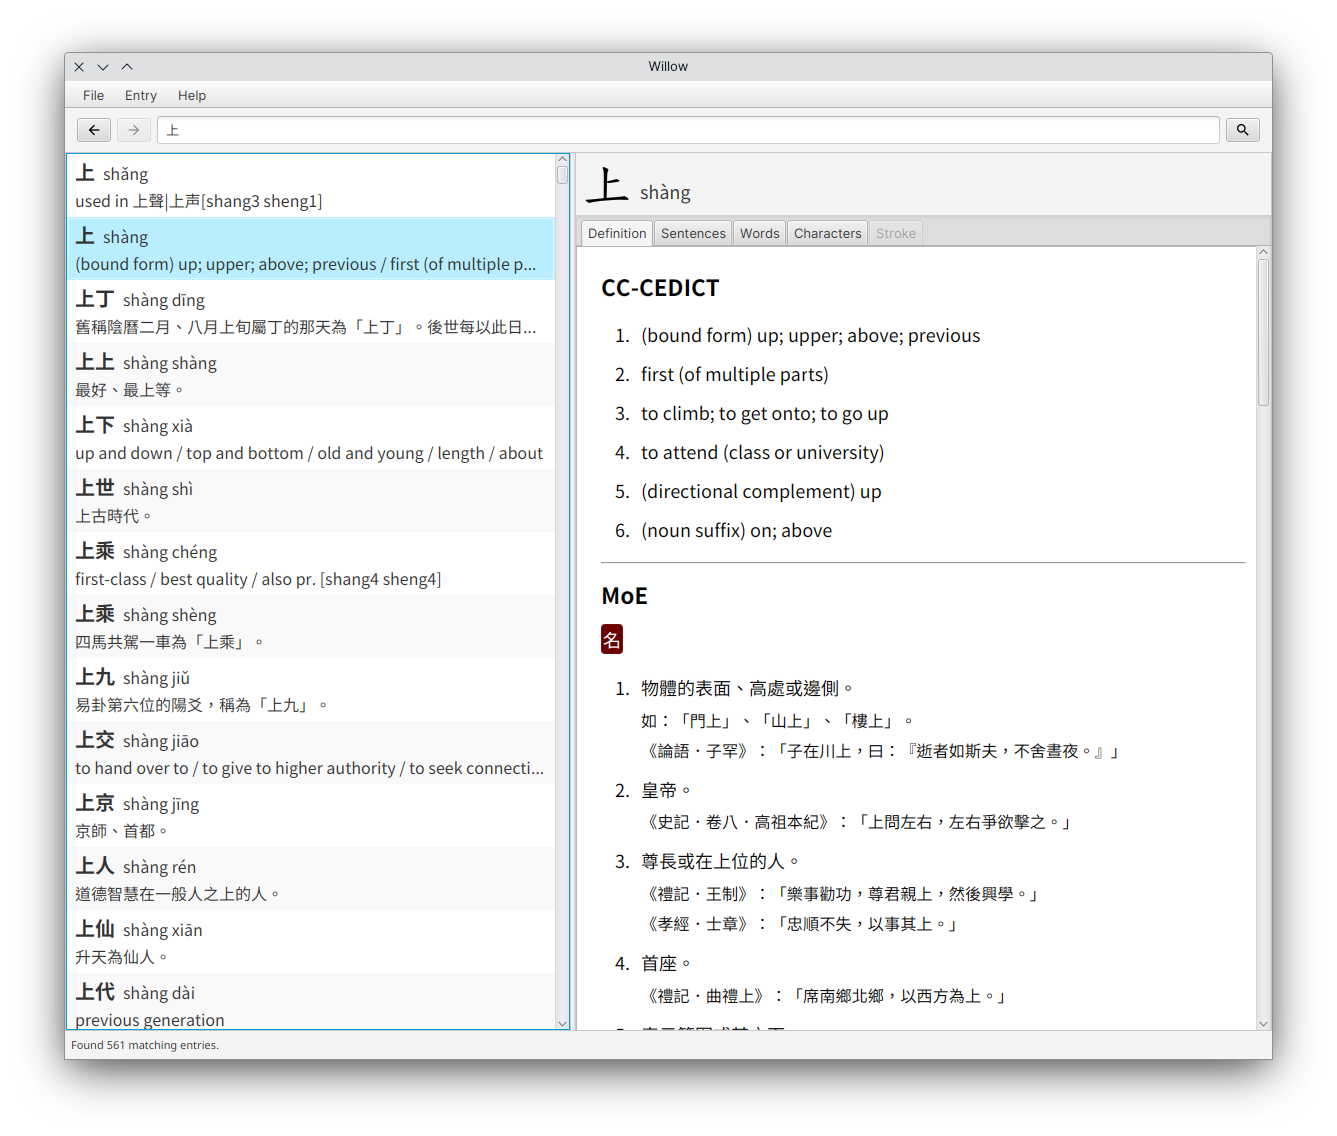 Willow
File Entry Help
上
上 shǎng
used in 上聲|上声[shang3 sheng1]
上 shàng
(bound form) up; upper; above; previous / first (of multiple p...
上丁 shàng dīng
舊稱陰曆二月、八月上旬屬丁的那天為「上丁」。後世每以此日...
上上 shàng shàng
最好、最上等。
上下 shàng xià
up and down / top and bottom / old and young / length / about
上世 shàng shì
上古時代。
上乘 shàng chéng
first-class / best quality / also pr. [shang4 sheng4]
上乘 shàng shèng
四馬共駕一車為「上乘」。
上九 shàng jiǔ
易卦第六位的陽爻，稱為「上九」。
上交 shàng jiāo
to hand over to / to give to higher authority / to seek connecti...
上京 shàng jīng
京師、首都。
上人 shàng rén
道德智慧在一般人之上的人。
上仙 shàng xiān
升天為仙人。
上代 shàng dài
previous generation
上 shàng
Definition Sentences Words Characters Stroke
CC-CEDICT
1. (bound form) up; upper; above; previous
2. first (of multiple parts)
3. to climb; to get onto; to go up
4. to attend (class or university)
5. (directional complement) up
6. (noun suffix) on; above
MoE
名
1. 物體的表面、高處或邊側。
如：「門上」、「山上」、「樓上」。
《論語．子罕》：「子在川上，曰：『逝者如斯夫，不舍晝夜。』」
2. 皇帝。
《史記．卷八．高祖本紀》：「上問左右，左右爭欲擊之。」
3. 尊長或在上位的人。
《禮記．王制》：「樂事勸功，尊君親上，然後興學。」
《孝經．士章》：「忠順不失，以事其上。」
4. 首座。
《禮記．曲禮上》：「席南鄉北鄉，以西方為上。」
Found 561 matching entries.